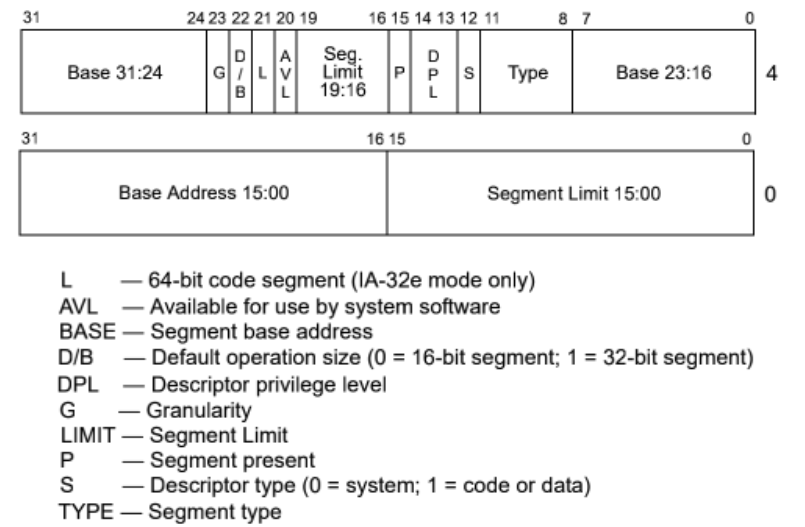 31 24 23 22 21 20 19 16 15 14 13 12 11 8 7 0
Base 31:24 G D/B L AVL Seg. Limit 19:16 P DPL S Type Base 23:16 4
31 16 15 0
Base Address 15:00 Segment Limit 15:00 0
L — 64-bit code segment (IA-32e mode only)
AVL — Available for use by system software
BASE — Segment base address
D/B — Default operation size (0 = 16-bit segment; 1 = 32-bit segment)
DPL — Descriptor privilege level
G — Granularity
LIMIT — Segment Limit
P — Segment present
S — Descriptor type (0 = system; 1 = code or data)
TYPE — Segment type